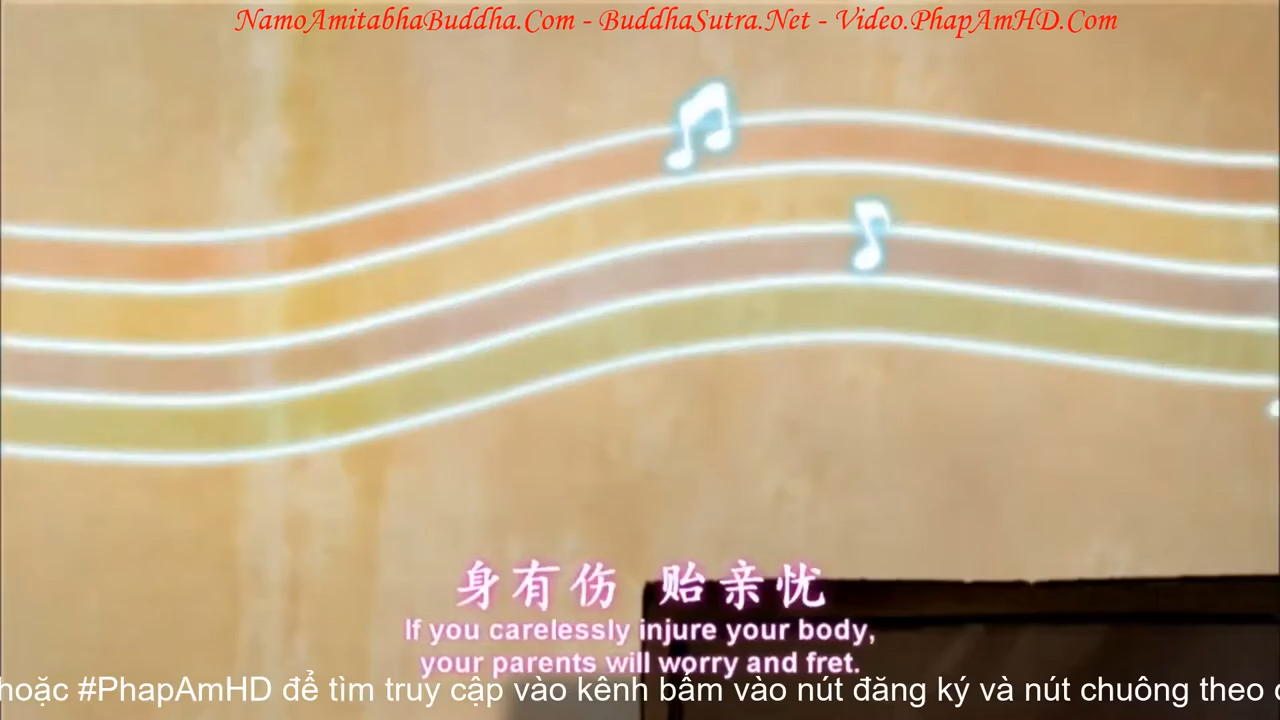 NamoAmitabhaBuddha.Com - BuddhaSutra.Net - Video.PhapAmHD.Com
身有伤 贻亲忧
If you carelessly injure your body,
your parents will worry and fret.
hoặc #PhapAmHD để tìm truy cập vào kênh bấm vào nút đăng ký và nút chuông theo